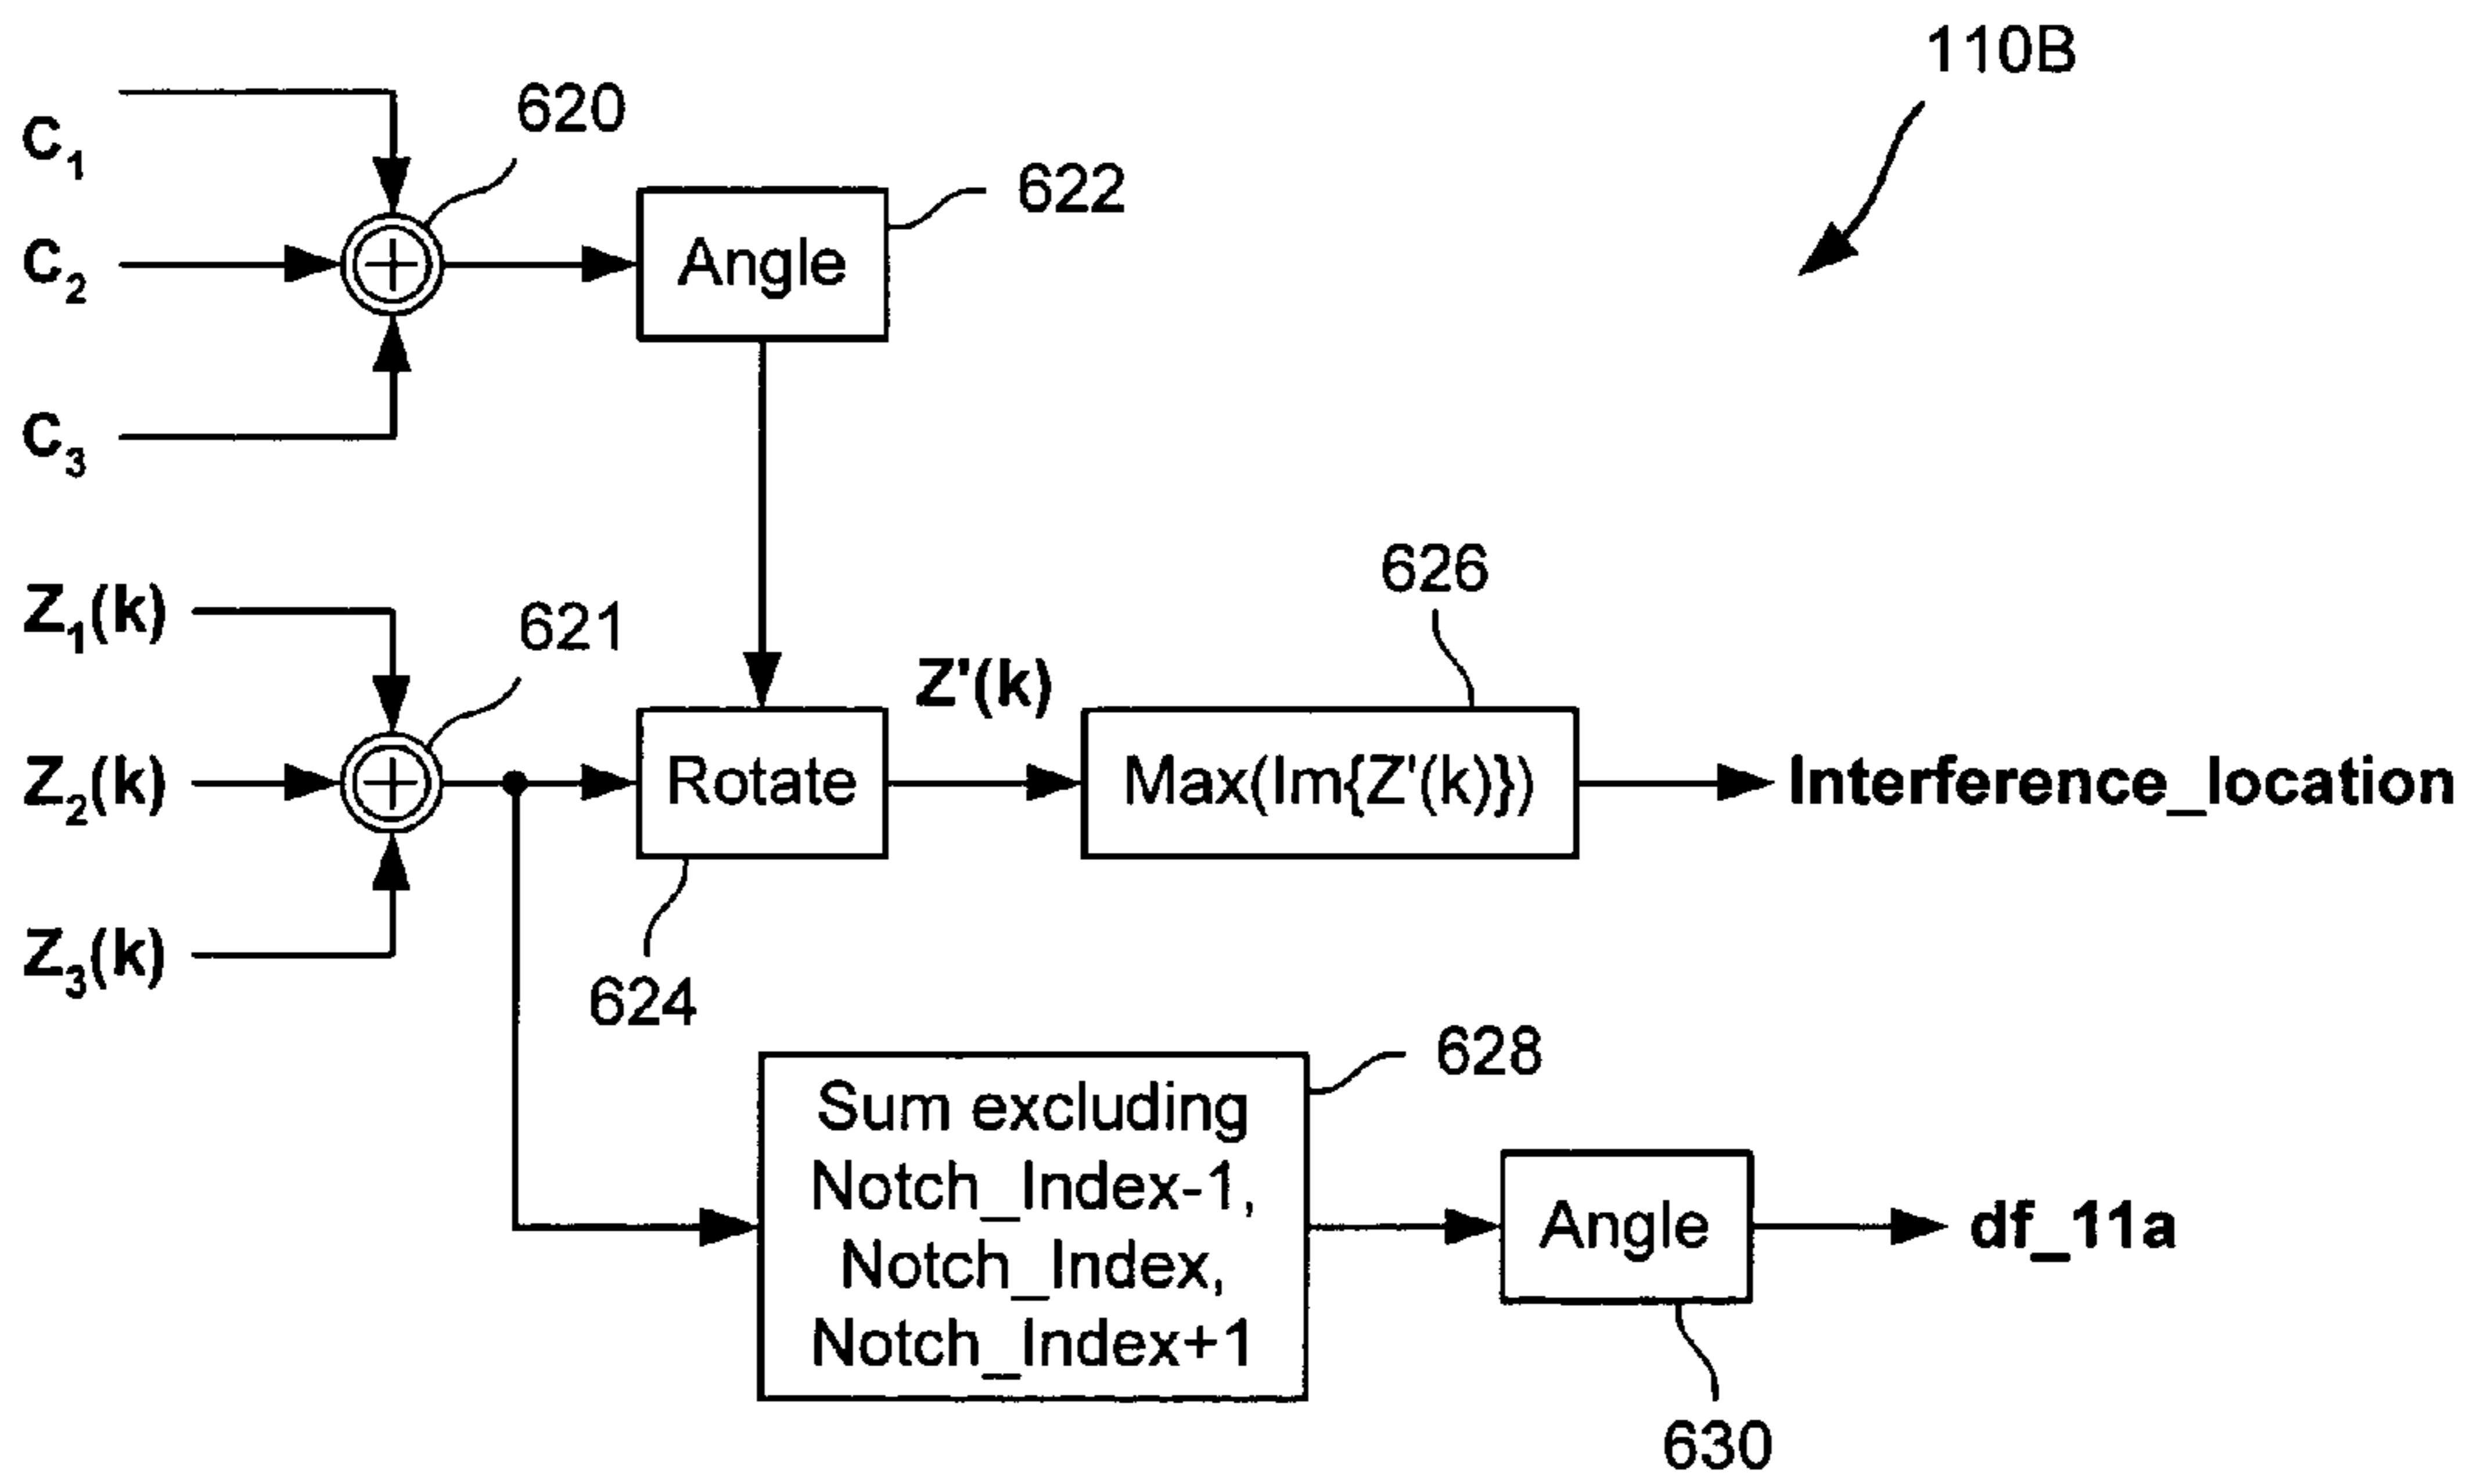 110B
C1
620
C2
Angle
622
C3
Z1(k)
621
Z2(k)
Rotate
Z'(k)
626
Max(Im{Z'(k)})
Interference_location
Z3(k)
624
628
Sum excluding
Notch_Index-1,
Notch_Index,
Notch_Index+1
Angle
df_11a
630